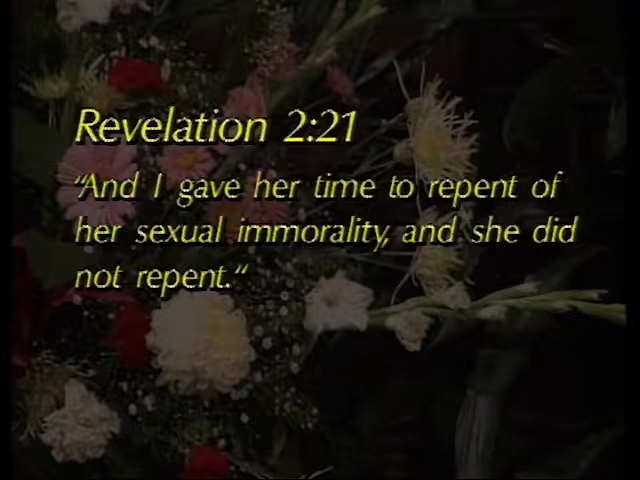 Revelation 2:21
“And I gave her time to repent of
her sexual immorality, and she did
not repent.“